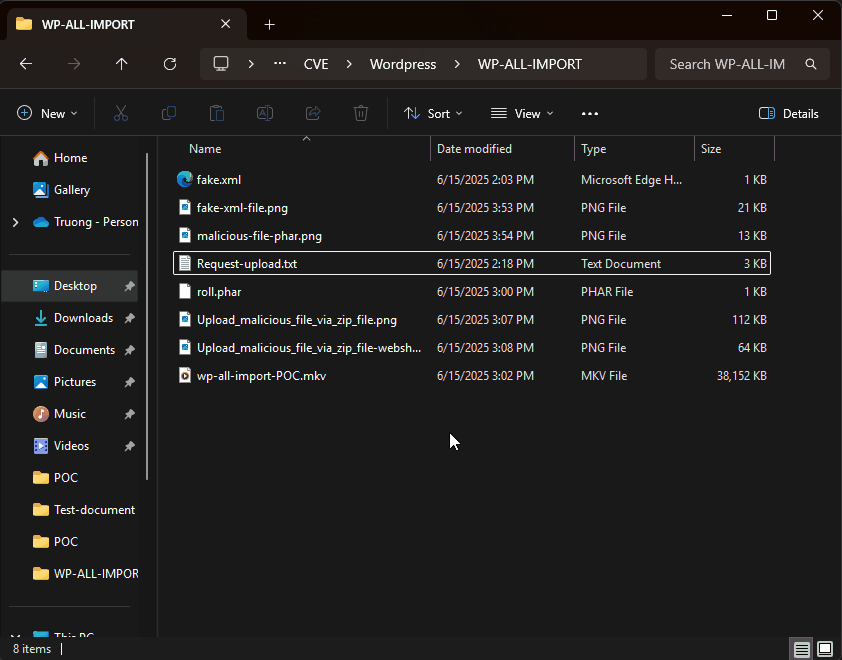 WP-ALL-IMPORT
CVE Wordpress WP-ALL-IMPORT Search WP-ALL-IM
New Sort View Details
Name Date modified Type Size
Home
Gallery
Truong - Person
Desktop
Downloads
Documents
Pictures
Music
Videos
POC
Test-document
POC
WP-ALL-IMPOR
This PC
fake.xml 6/15/2025 2:03 PM Microsoft Edge H... 1 KB
fake-xml-file.png 6/15/2025 3:53 PM PNG File 21 KB
malicious-file-phar.png 6/15/2025 3:54 PM PNG File 13 KB
Request-upload.txt 6/15/2025 2:18 PM Text Document 3 KB
roll.phar 6/15/2025 3:00 PM PHAR File 1 KB
Upload_malicious_file_via_zip_file.png 6/15/2025 3:07 PM PNG File 112 KB
Upload_malicious_file_via_zip_file-websh... 6/15/2025 3:08 PM PNG File 64 KB
wp-all-import-POC.mkv 6/15/2025 3:02 PM MKV File 38,152 KB
8 items